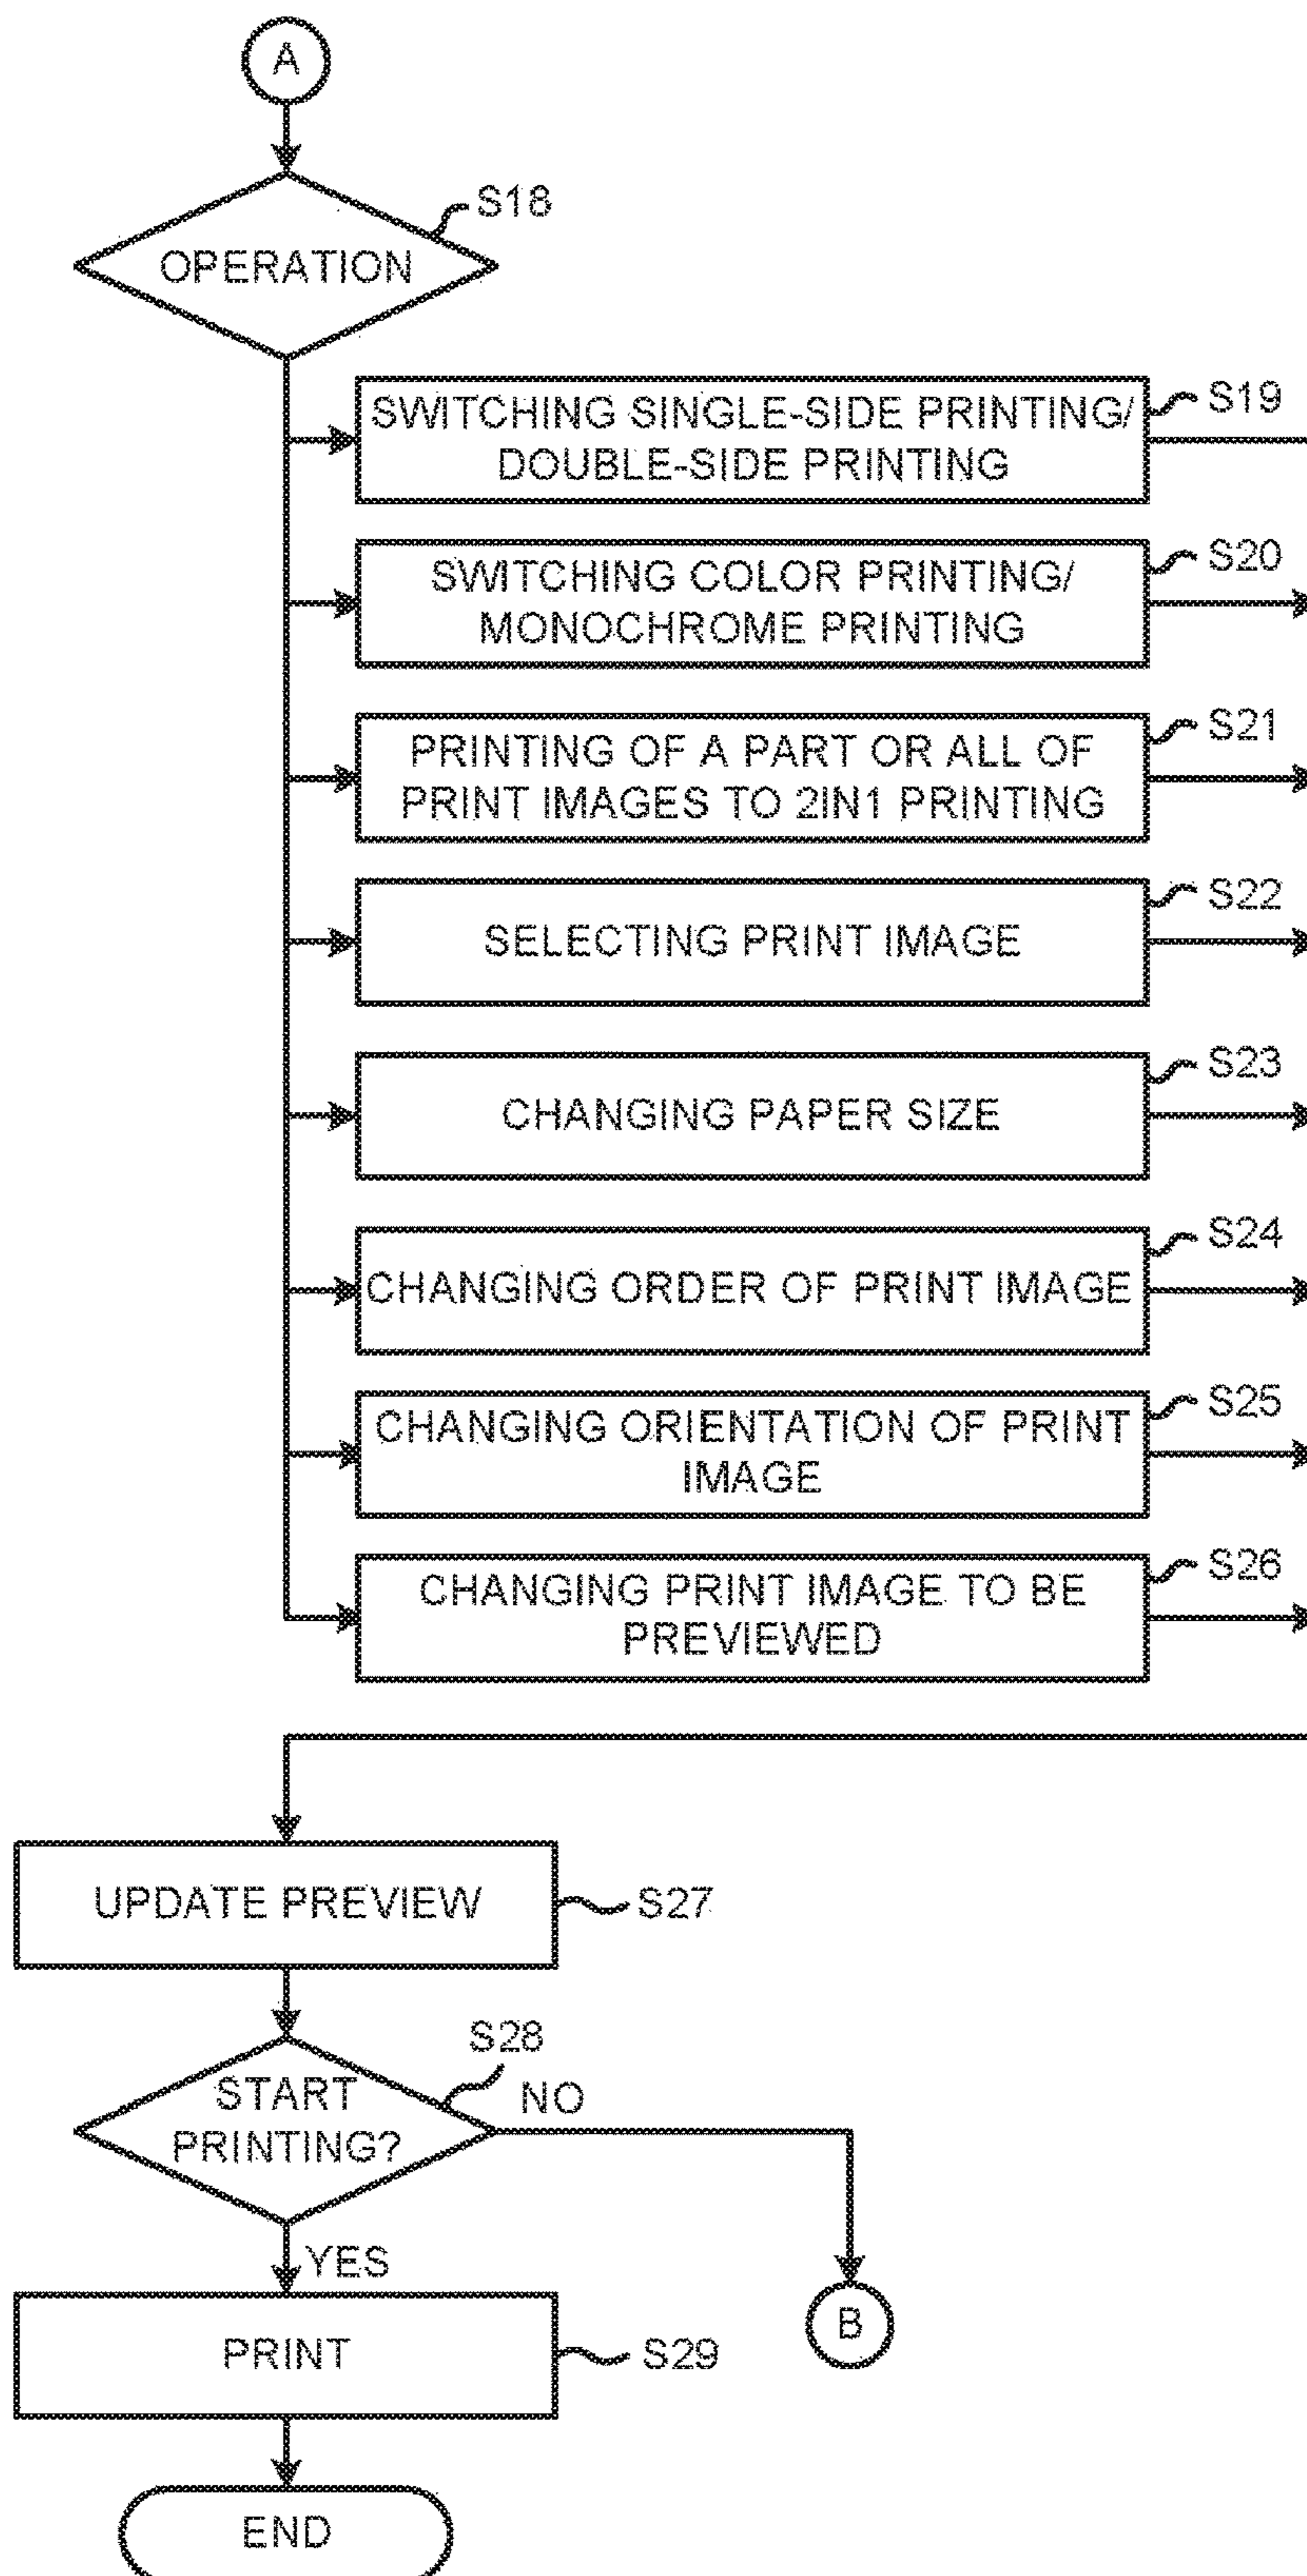 A
S18
OPERATION
SWITCHING SINGLE-SIDE PRINTING/
DOUBLE-SIDE PRINTING
S19
SWITCHING COLOR PRINTING/
MONOCHROME PRINTING
S20
PRINTING OF A PART OR ALL OF
PRINT IMAGES TO 2IN1 PRINTING
S21
SELECTING PRINT IMAGE
S22
CHANGING PAPER SIZE
S23
CHANGING ORDER OF PRINT IMAGE
S24
CHANGING ORIENTATION OF PRINT
IMAGE
S25
CHANGING PRINT IMAGE TO BE
PREVIEWED
S26
UPDATE PREVIEW
S27
START
PRINTING?
S28
NO
YES
B
PRINT
S29
END